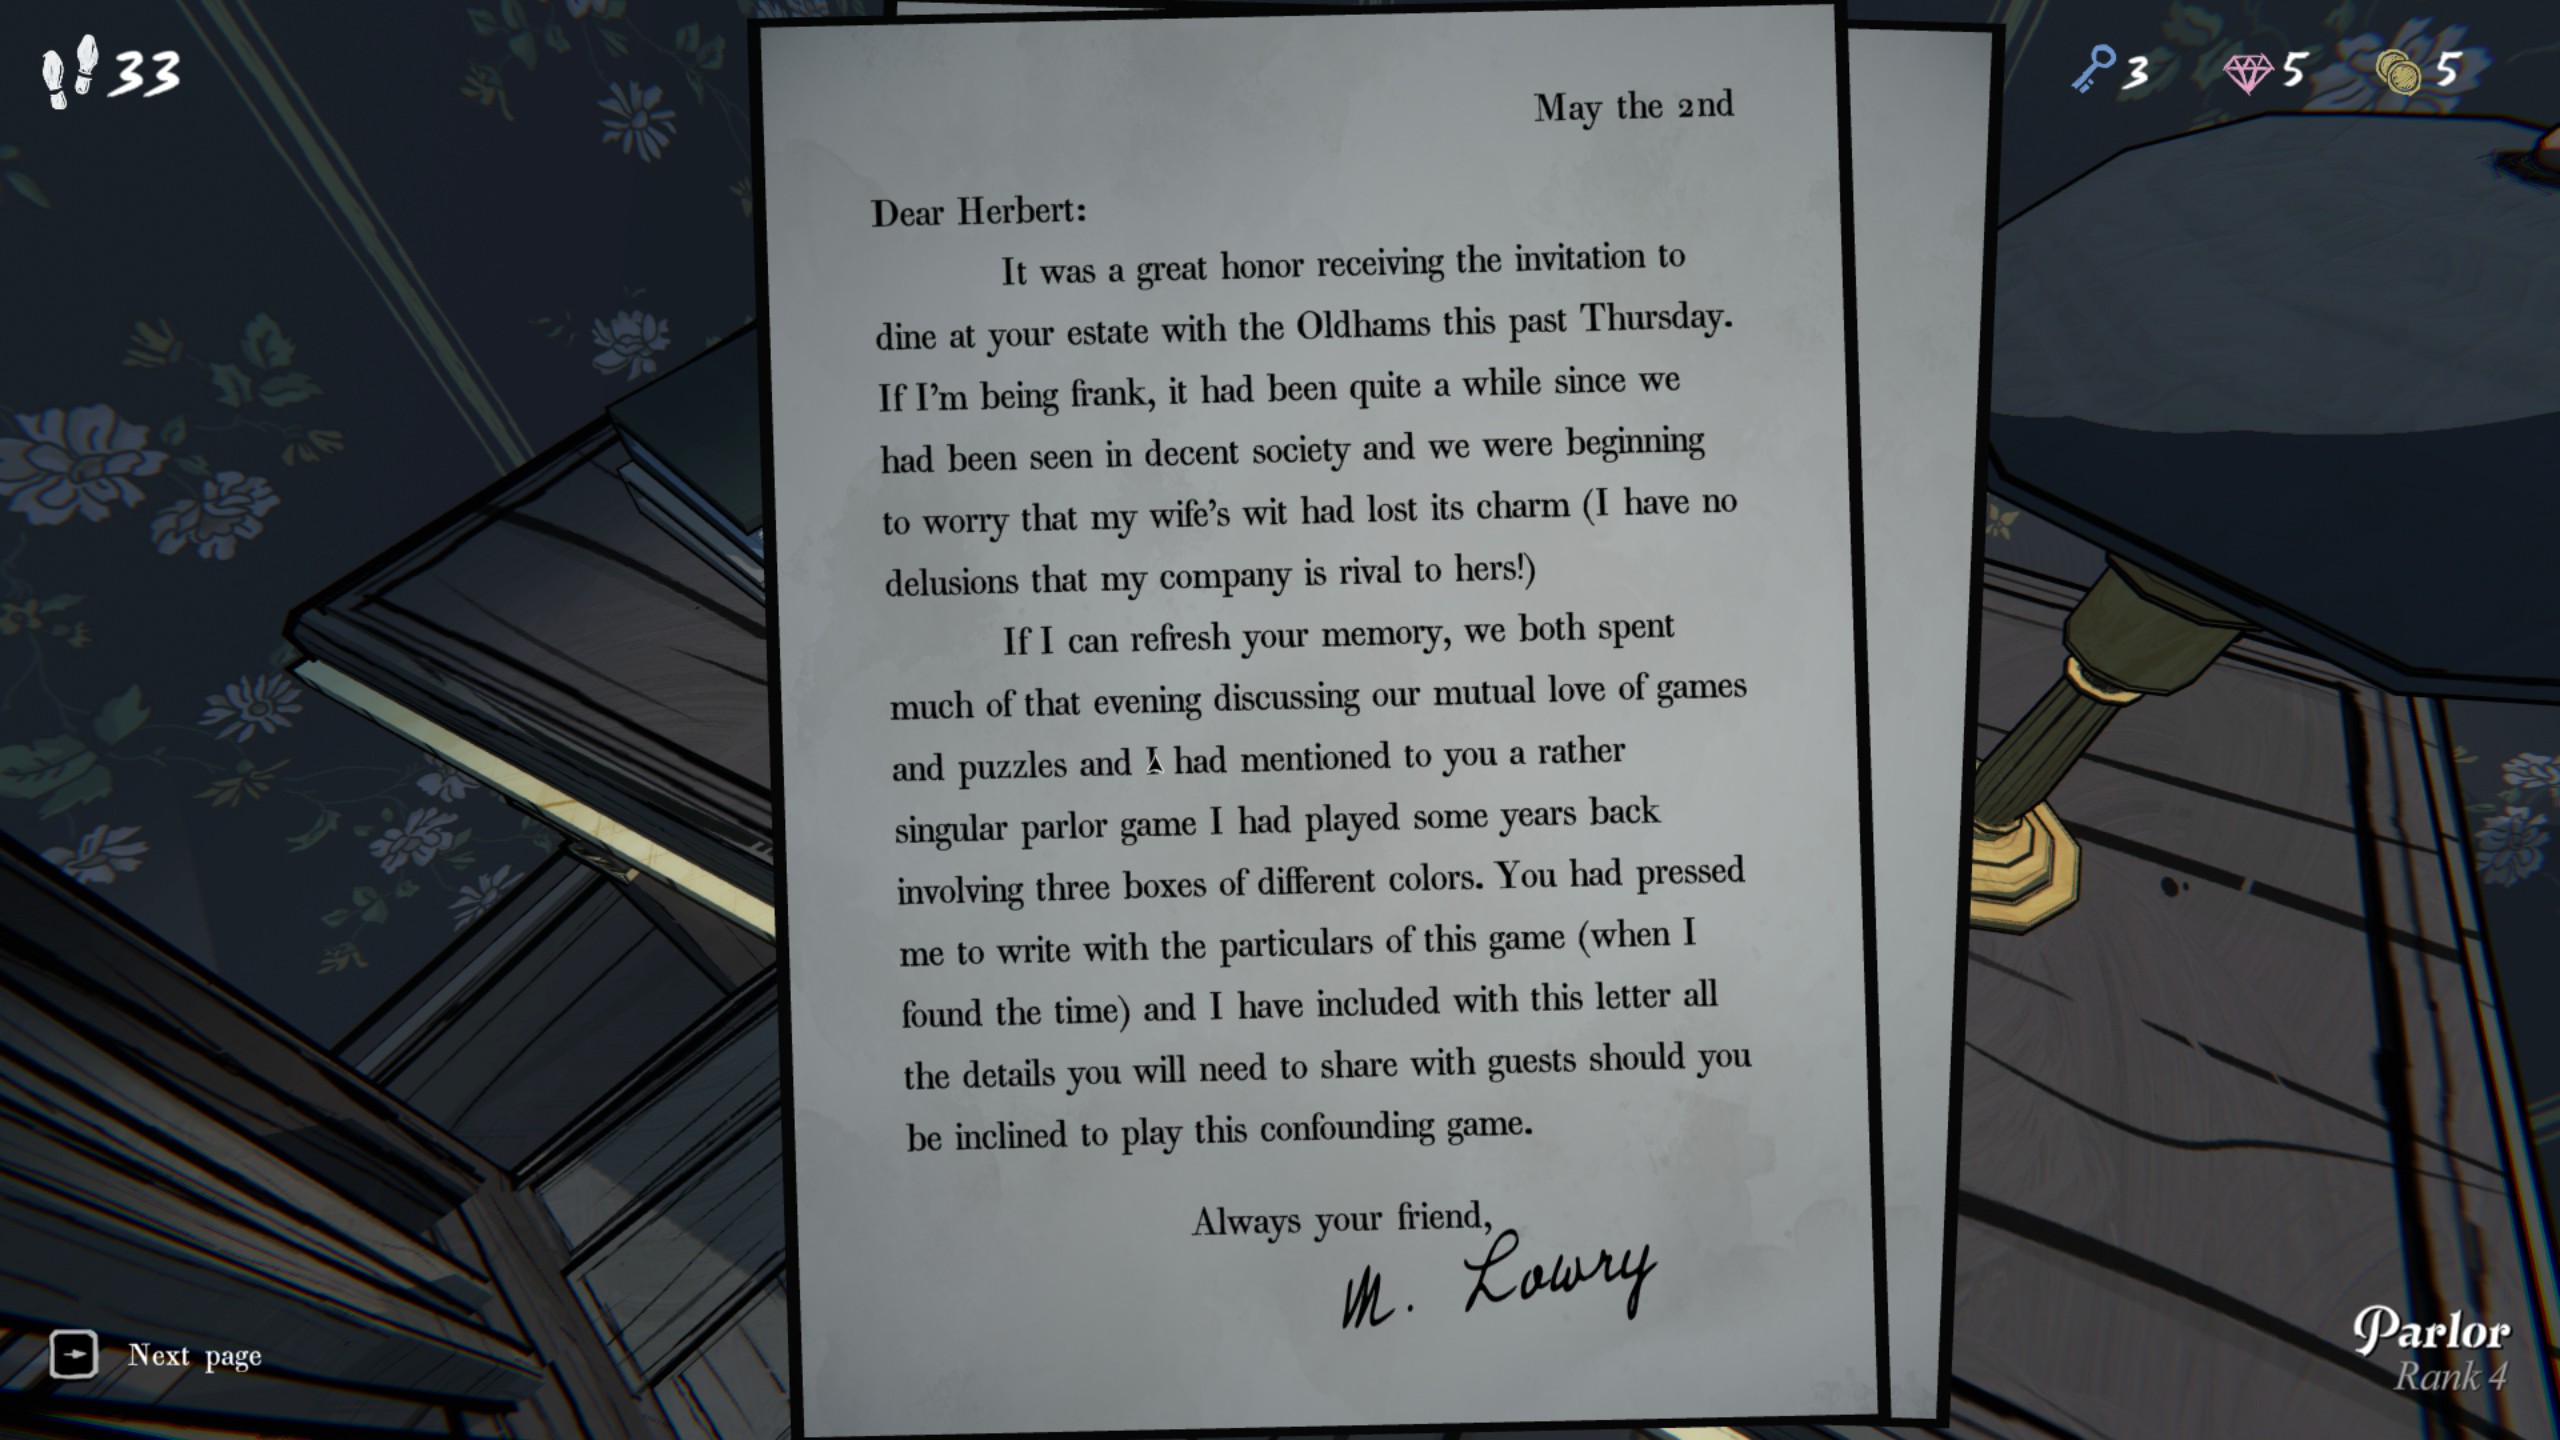 33
3 5 5
May the 2nd
Dear Herbert:
It was a great honor receiving the invitation to
dine at your estate with the Oldhams this past Thursday.
If I'm being frank, it had been quite a while since we
had been seen in decent society and we were beginning
to worry that my wife's wit had lost its charm (I have no
delusions that my company is rival to hers!)
If I can refresh your memory, we both spent
much of that evening discussing our mutual love of games
and puzzles and I had mentioned to you a rather
singular parlor game I had played some years back
involving three boxes of different colors. You had pressed
me to write with the particulars of this game (when I
found the time) and I have included with this letter all
the details you will need to share with guests should you
be inclined to play this confounding game.
Always your friend,
M. Lowry
Next page
Parlor
Rank 4